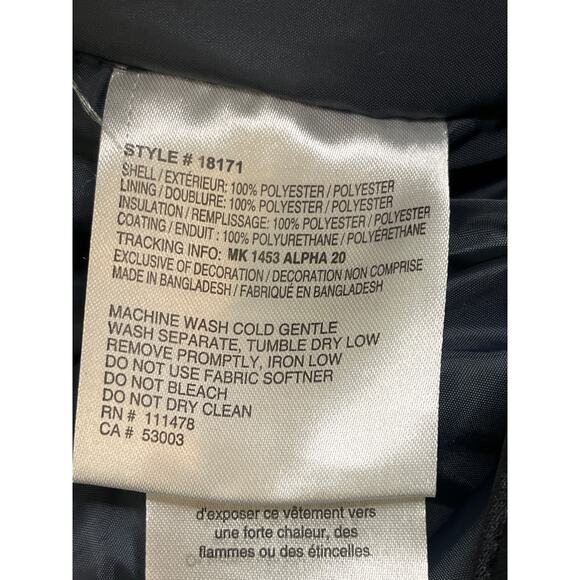 STYLE # 18171
SHELL / EXTÉRIEUR: 100% POLYESTER / POLYESTER
LINING / DOUBLURE: 100% POLYESTER / POLYESTER
INSULATION / REMPLISSAGE: 100% POLYESTER / POLYESTER
COATING / ENDUIT : 100% POLYURETHANE / POLYÉRETHANE
TRACKING INFO: MK 1453 ALPHA 20
EXCLUSIVE OF DECORATION / DECORATION NON COMPRISE
MADE IN BANGLADESH / FABRIQUÉ EN BANGLADESH
MACHINE WASH COLD GENTLE
WASH SEPARATE, TUMBLE DRY LOW
REMOVE PROMPTLY, IRON LOW
DO NOT USE FABRIC SOFTNER
DO NOT BLEACH
DO NOT DRY CLEAN
RN # 111478
CA # 53003
d'exposer ce vêtement vers
une forte chaleur, des
flammes ou des étincelles.